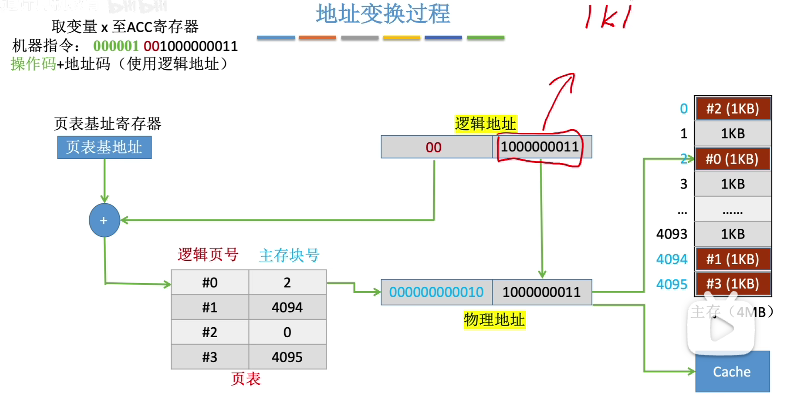 地址变换过程
1k1
取变量 x 至ACC寄存器
机器指令： 000001 001000000011
操作码+地址码（使用逻辑地址）
页表基址寄存器
页表基地址
+
逻辑地址
00 1000000011
逻辑页号 主存块号
#0 2
#1 4094
#2 0
#3 4095
页表
000000000010 1000000011
物理地址
0 #2 (1KB)
1 1KB
2 #0 (1KB)
3 1KB
... ......
4093 1KB
4094 #1 (1KB)
4095 #3 (1KB)
主存（4MB）
Cache